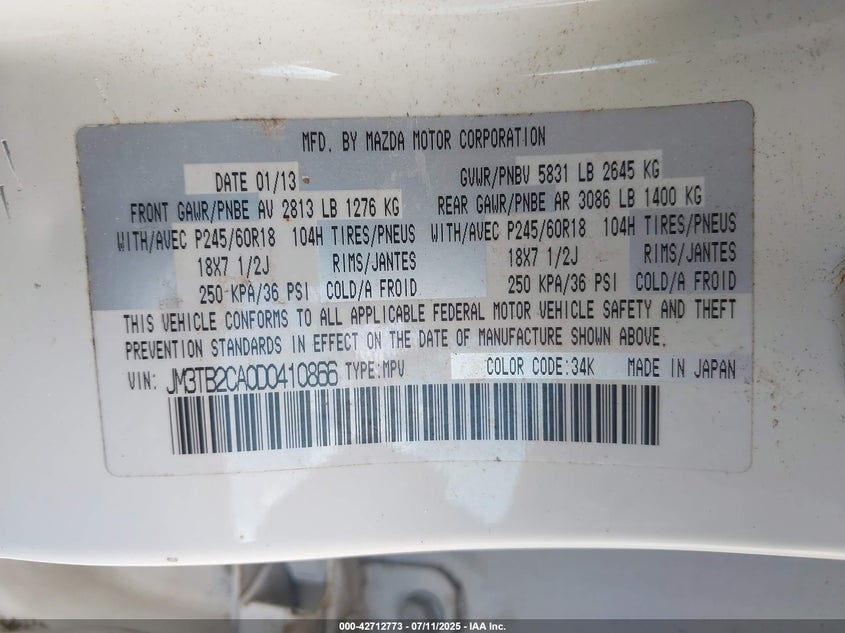 MFD. BY MAZDA MOTOR CORPORATION
DATE 01/13 GVWR/PNBV 5831 LB 2645 KG
FRONT GAWR/PNBE AV 2813 LB 1276 KG REAR GAWR/PNBE AR 3086 LB 1400 KG
WITH/AVEC P245/60R18 104H TIRES/PNEUS WITH/AVEC P245/60R18 104H TIRES/PNEUS
18X7 1/2J RIMS/JANTES 18X7 1/2J RIMS/JANTES
250 KPA/36 PSI COLD/A FROID 250 KPA/36 PSI COLD/A FROID
THIS VEHICLE CONFORMS TO ALL APPLICABLE FEDERAL MOTOR VEHICLE SAFETY AND THEFT
PREVENTION STANDARDS IN EFFECT ON THE DATE OF MANUFACTURE SHOWN ABOVE.
VIN: JM3TB2CA0D0410866 TYPE:MPV COLOR CODE:34K MADE IN JAPAN
000-42712773 - 07/11/2025 - IAA Inc.